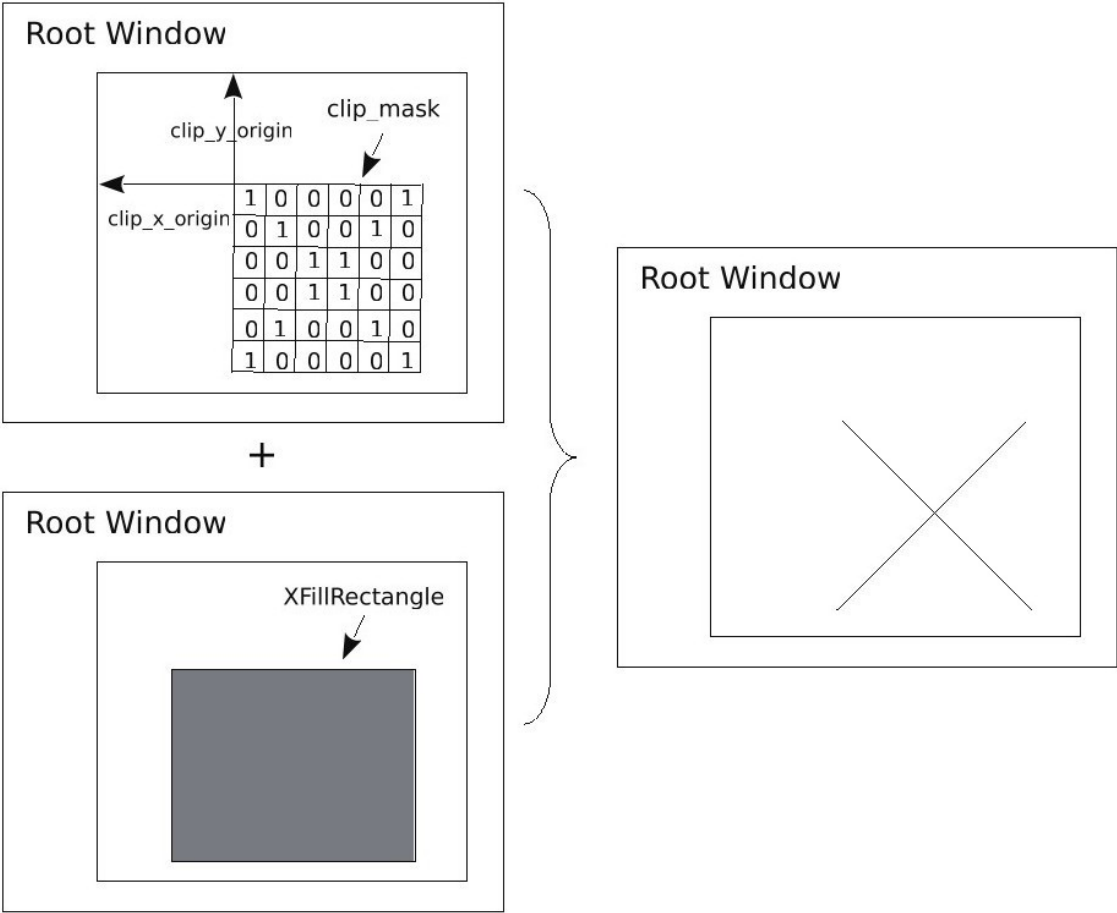 Root Window
clip_mask
clip_y_origin
clip_x_origin
1 0 0 0 0 1
0 1 0 0 1 0
0 0 1 1 0 0
0 0 1 1 0 0
0 1 0 0 1 0
1 0 0 0 0 1
+
Root Window
XFillRectangle
Root Window